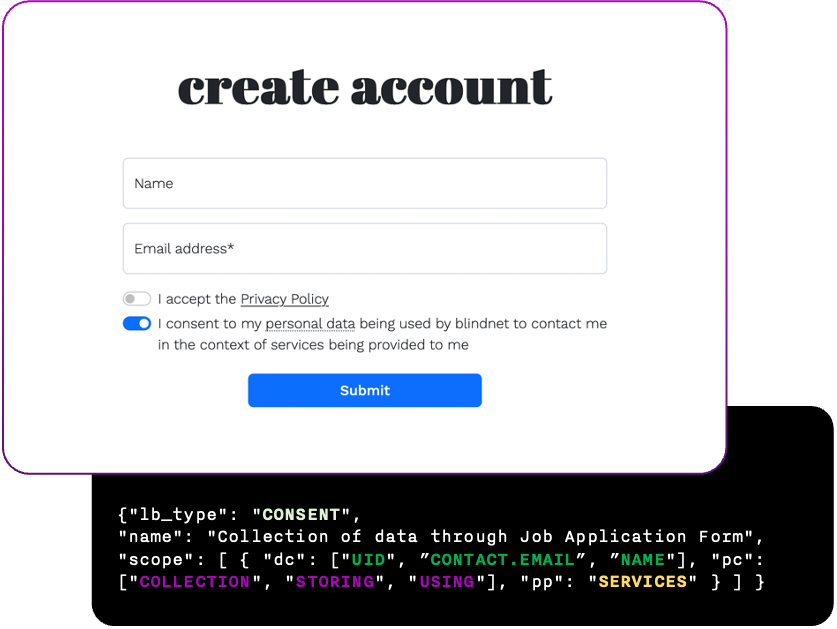 create account
Name
Email address*
I accept the Privacy Policy
I consent to my personal data being used by blindnet to contact me
in the context of services being provided to me
Submit
{"lb_type": "CONSENT",
"name": "Collection of data through Job Application Form",
"scope": [ { "dc": ["UID", ”CONTACT.EMAIL”, ”NAME"], "pc":
["COLLECTION", "STORING", "USING"], "pp": "SERVICES" } ] }